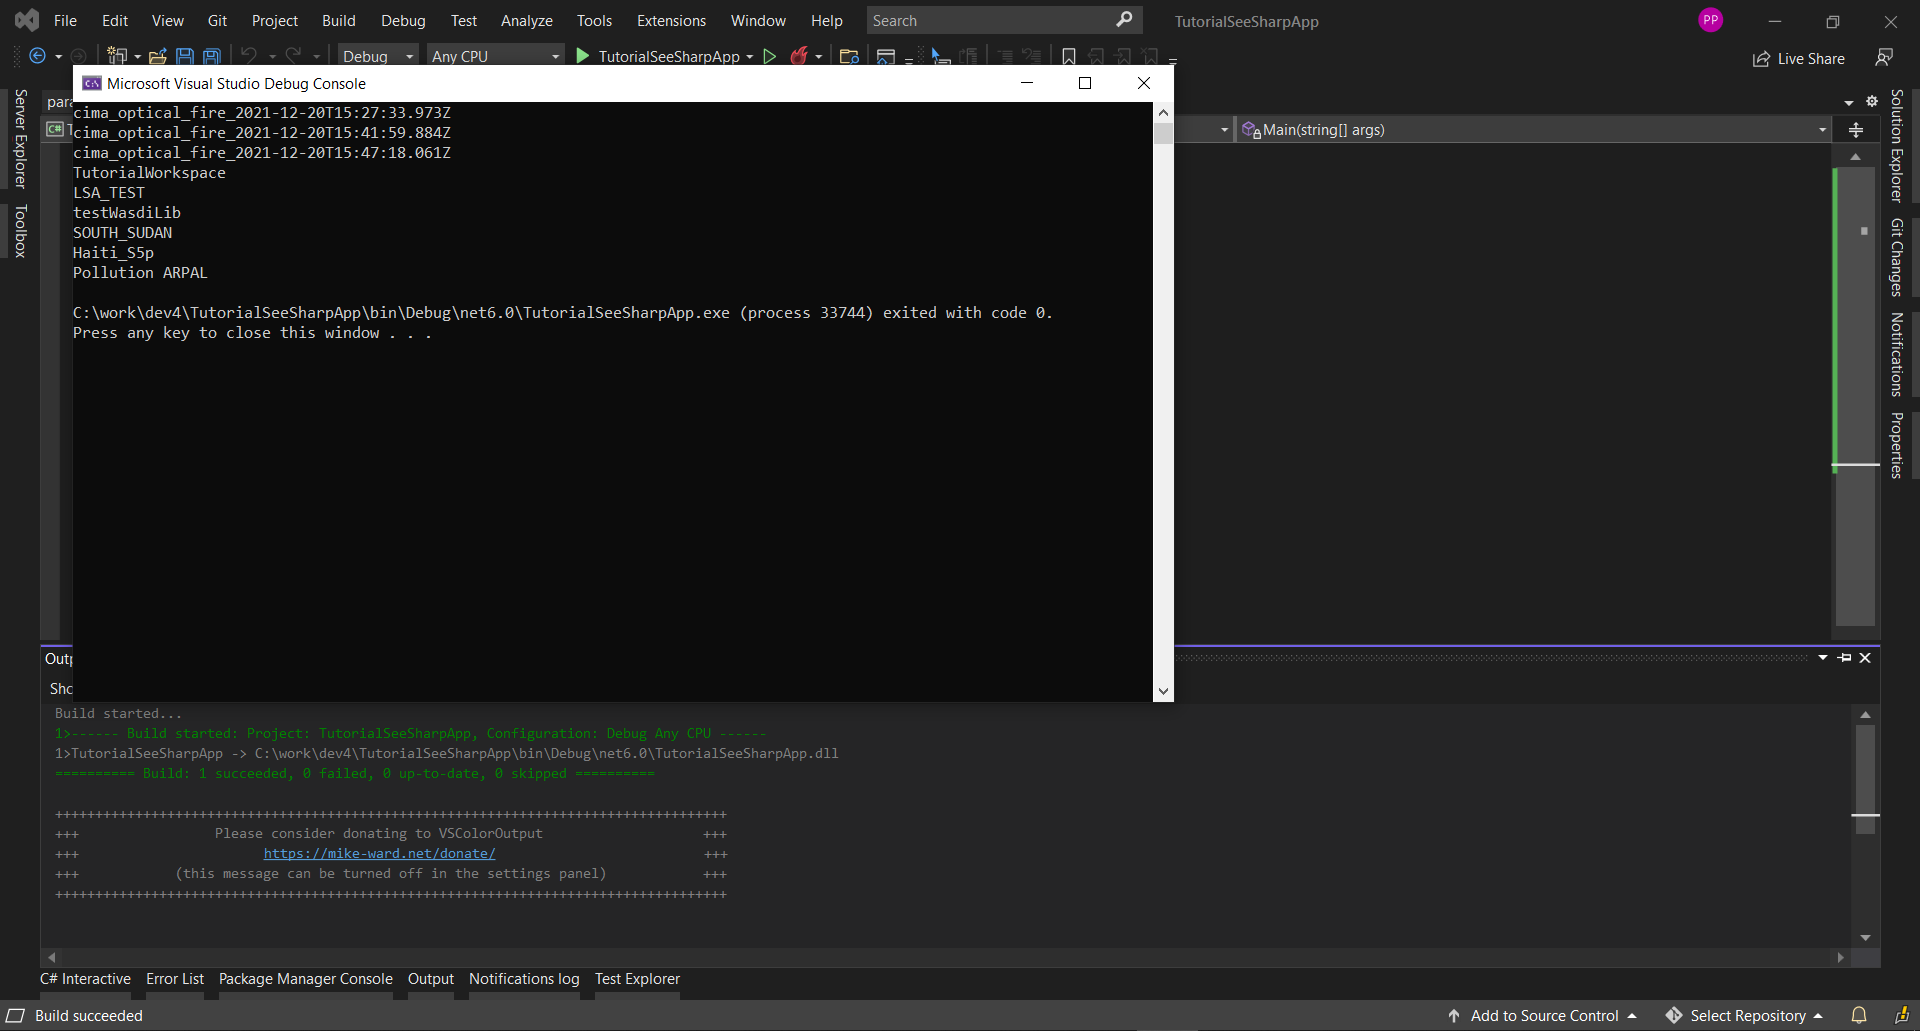 File Edit View Git Project Build Debug Test Analyze Tools Extensions Window Help Search TutorialSeeSharpApp PP
Debug Any CPU TutorialSeeSharpApp Live Share
Microsoft Visual Studio Debug Console
cima_optical_fire_2021-12-20T15:27:33.973Z
cima_optical_fire_2021-12-20T15:41:59.884Z
cima_optical_fire_2021-12-20T15:47:18.061Z
TutorialWorkspace
LSA_TEST
testWasdiLib
SOUTH_SUDAN
Haiti_S5p
Pollution ARPAL
C:\work\dev4\TutorialSeeSharpApp\bin\Debug\net6.0\TutorialSeeSharpApp.exe (process 33744) exited with code 0.
Press any key to close this window . . .
Server Explorer
Toolbox
para
C# T
Main(string[] args)
Solution Explorer
Git Changes
Notifications
Properties
Outp
Sho
Build started...
1>------ Build started: Project: TutorialSeeSharpApp, Configuration: Debug Any CPU ------
1>TutorialSeeSharpApp -> C:\work\dev4\TutorialSeeSharpApp\bin\Debug\net6.0\TutorialSeeSharpApp.dll
========== Build: 1 succeeded, 0 failed, 0 up-to-date, 0 skipped ==========
++++++++++++++++++++++++++++++++++++++++++++++++++++++++++++++++++++++++++++++++++++
+++ Please consider donating to VSColorOutput +++
+++ https://mike-ward.net/donate/ +++
+++ (this message can be turned off in the settings panel) +++
++++++++++++++++++++++++++++++++++++++++++++++++++++++++++++++++++++++++++++++++++++
C# Interactive Error List Package Manager Console Output Notifications log Test Explorer
Build succeeded Add to Source Control Select Repository